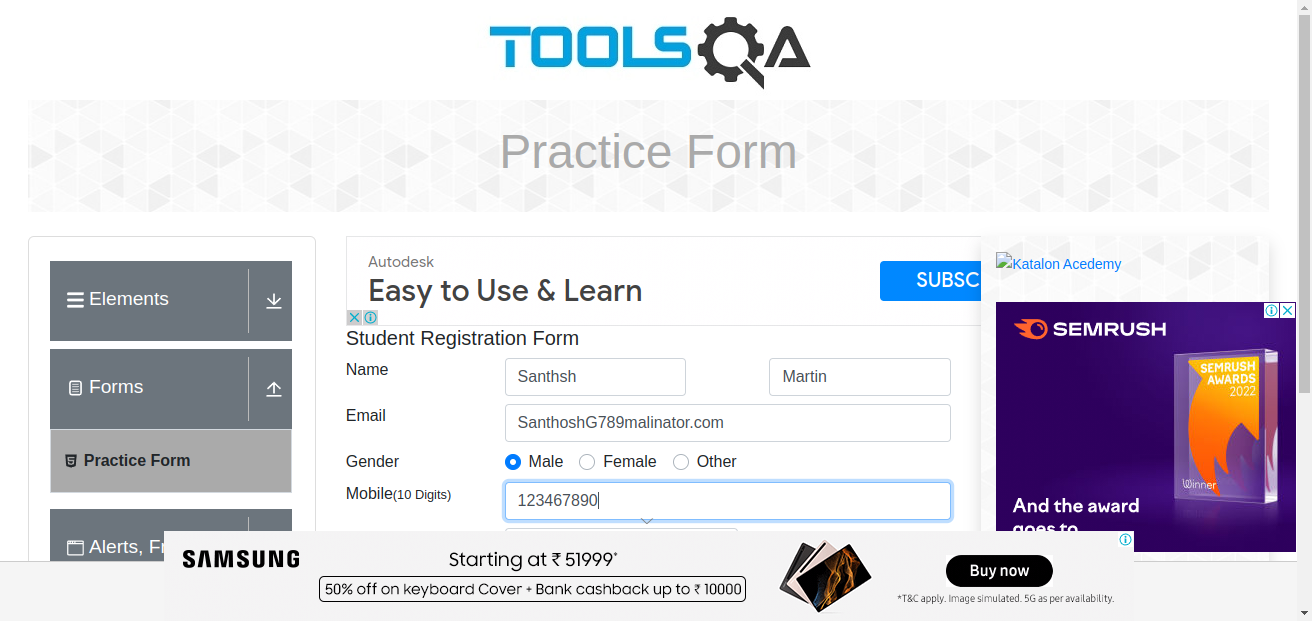 TOOLSQA
Practice Form
Elements
Forms
Practice Form
Alerts, Fr
Autodesk
Easy to Use & Learn
SUBSC
Student Registration Form
Name
Santhsh
Martin
Email
SanthoshG789malinator.com
Gender
Male
Female
Other
Mobile(10 Digits)
123467890
Katalon Acedemy
SEMRUSH
SEMRUSH
AWARDS
2022
Winner
And the award
goes to
SAMSUNG
Starting at ₹ 51999*
50% off on keyboard Cover + Bank cashback up to ₹ 10000
Buy now
*T&C apply. Image simulated. 5G as per availability.